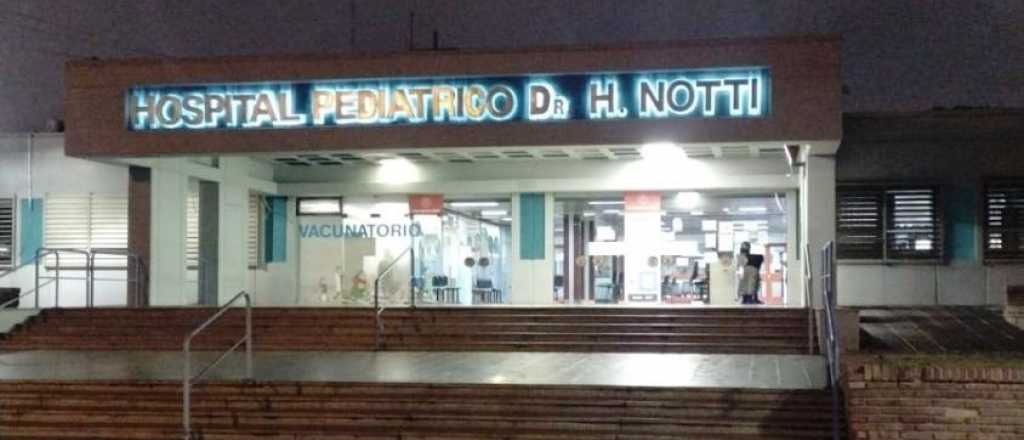 HOSPITAL PEDIATRICO DR H. NOTTI
VACUNATORIO